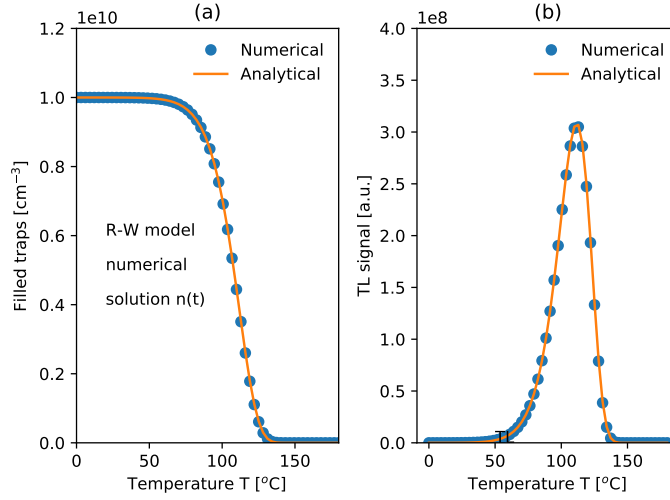 (a)
1e10
Numerical
Analytical
R-W model
numerical
solution n(t)
Filled traps [cm⁻³]
1.2
1.0
0.8
0.6
0.4
0.2
0.0
0
50
100
150
Temperature T [°C]
(b)
1e8
Numerical
Analytical
TL signal [a.u.]
4.0
3.5
3.0
2.5
2.0
1.5
1.0
0.5
0.0
0
50
100
150
Temperature T [°C]